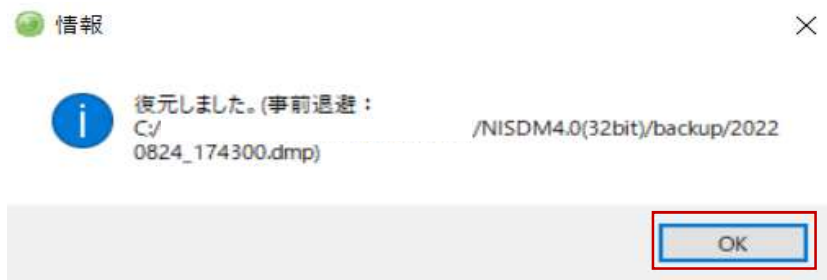 情報
復元しました。(事前退避：
C:/ /NISDM4.0(32bit)/backup/2022
0824_174300.dmp)
OK